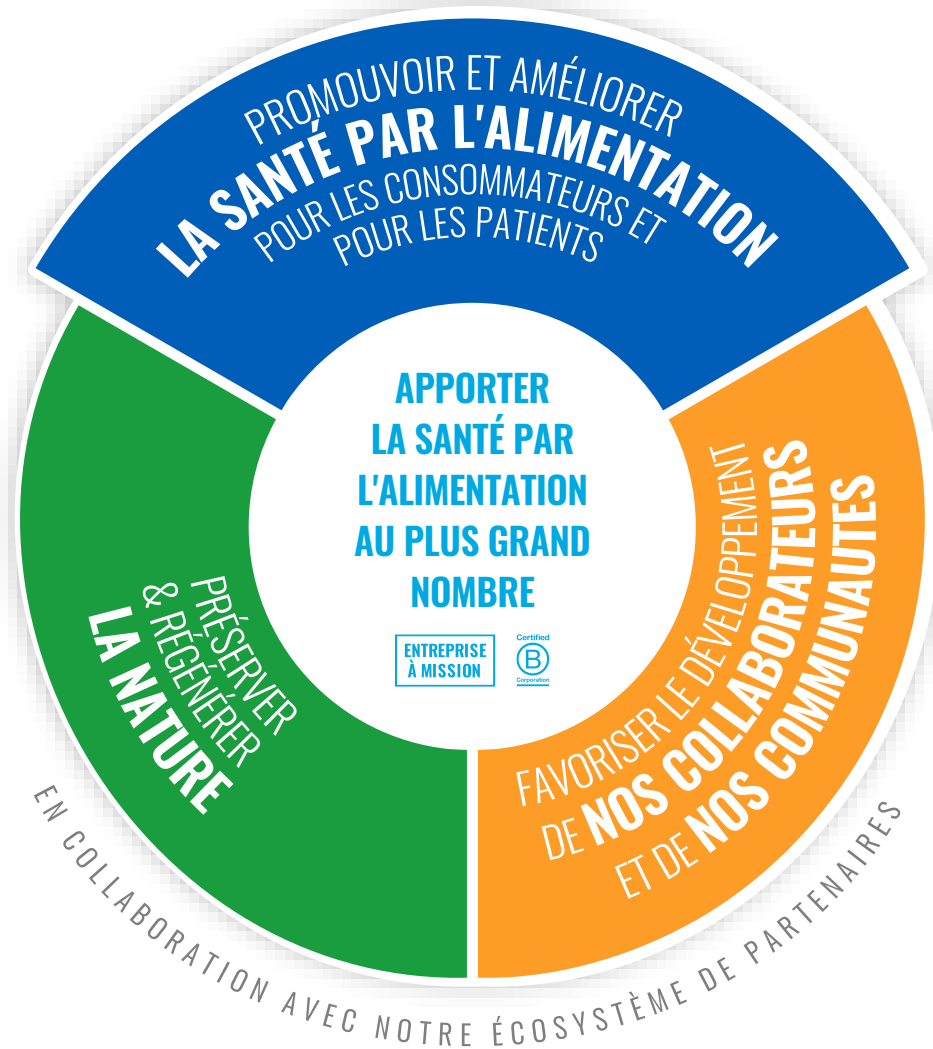 PROMOUVOIR ET AMÉLIORER
LA SANTÉ PAR L'ALIMENTATION
POUR LES CONSOMMATEURS ET
POUR LES PATIENTS
APPORTER
LA SANTÉ PAR
L'ALIMENTATION
AU PLUS GRAND
NOMBRE
ENTREPRISE
À MISSION
Certified
B
Corporation
PRÉSERVER
& RÉGÉNÉRER
LA NATURE
FAVORISER LE DÉVELOPPEMENT
DE NOS COLLABORATEURS
ET DE NOS COMMUNAUTÉS
EN COLLABORATION AVEC NOTRE ÉCOSYSTÈME DE PARTENAIRES